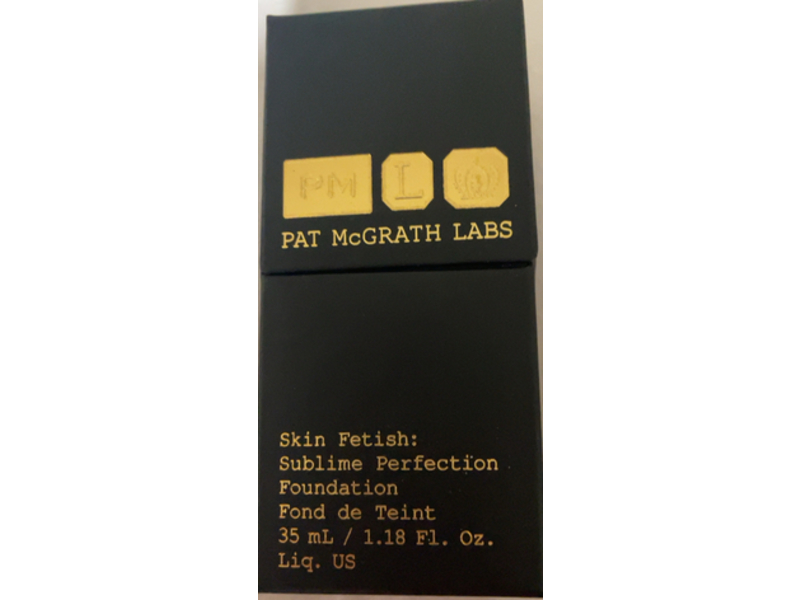 PM L
PAT McGRATH LABS
Skin Fetish:
Sublime Perfection
Foundation
Fond de Teint
35 mL / 1.18 Fl. Oz.
Liq. US